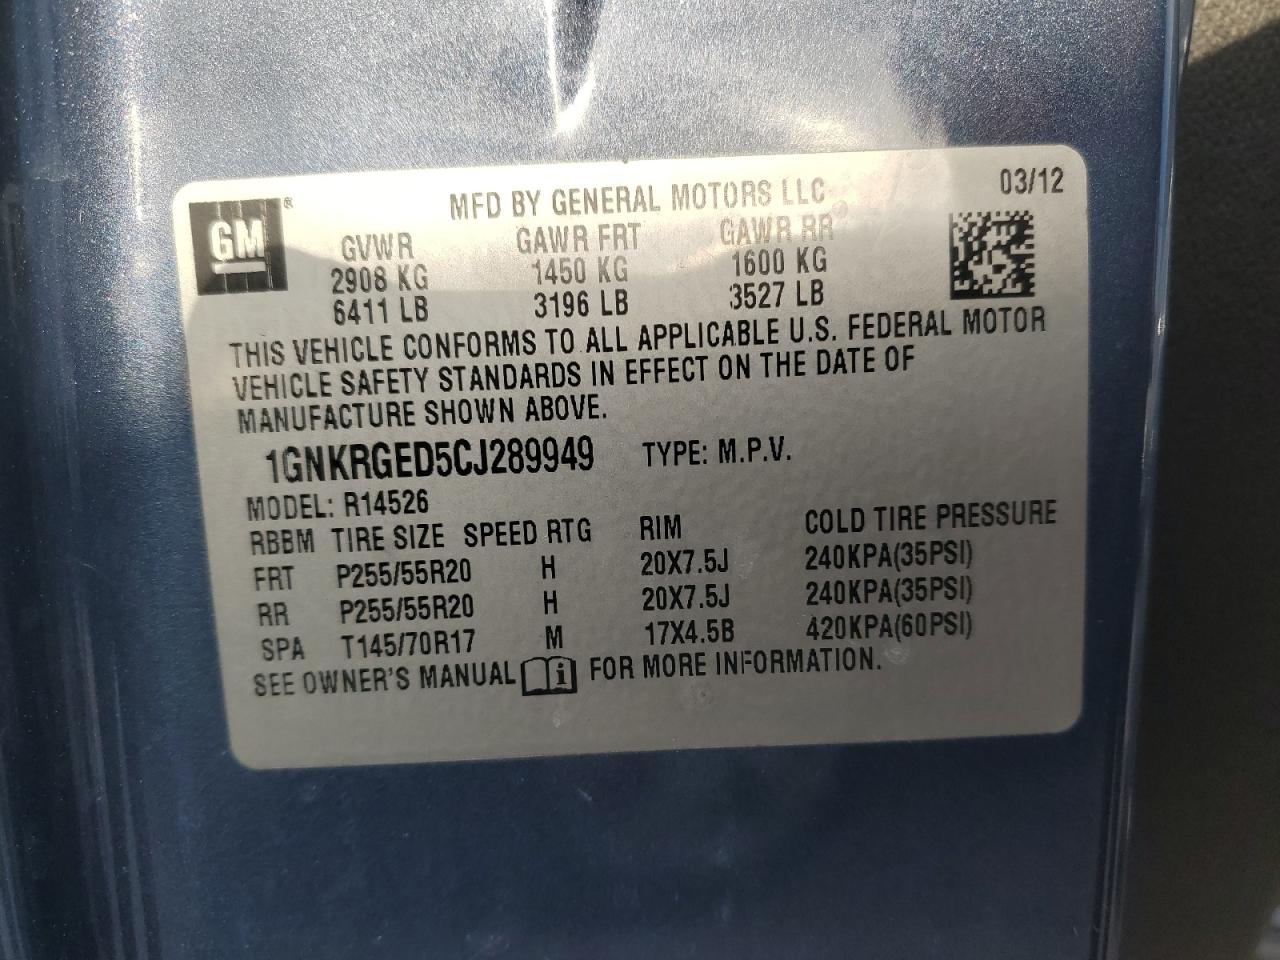 GM ® MFD BY GENERAL MOTORS LLC 03/12
GVWR GAWR FRT GAWR RR
2908 KG 1450 KG 1600 KG
6411 LB 3196 LB 3527 LB
THIS VEHICLE CONFORMS TO ALL APPLICABLE U.S. FEDERAL MOTOR
VEHICLE SAFETY STANDARDS IN EFFECT ON THE DATE OF
MANUFACTURE SHOWN ABOVE.
1GNKRGED5CJ289949 TYPE: M.P.V.
MODEL: R14526
RBBM TIRE SIZE SPEED RTG RIM COLD TIRE PRESSURE
FRT P255/55R20 H 20X7.5J 240KPA(35PSI)
RR P255/55R20 H 20X7.5J 240KPA(35PSI)
SPA T145/70R17 M 17X4.5B 420KPA(60PSI)
SEE OWNER'S MANUAL i FOR MORE INFORMATION.